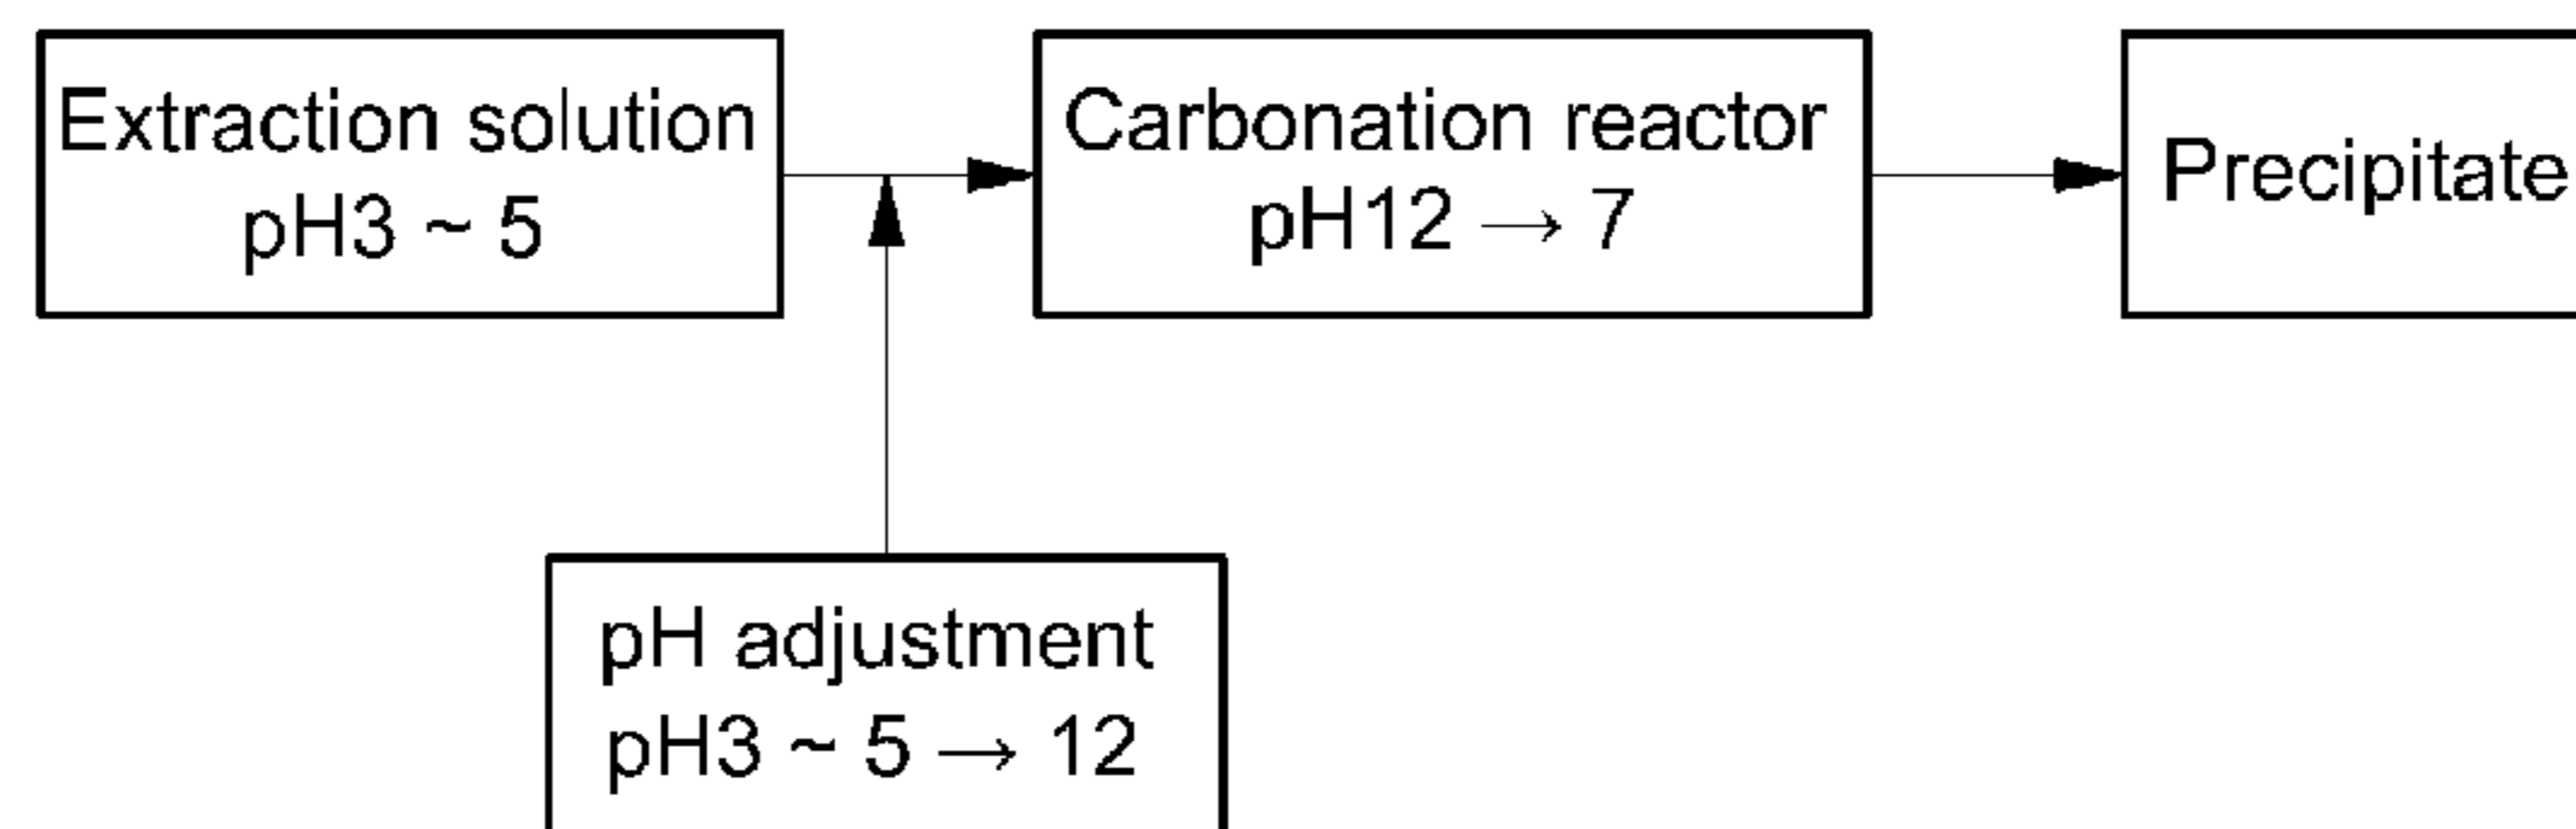 Extraction solution
pH3 ~ 5
Carbonation reactor
pH12 → 7
Precipitate
pH adjustment
pH3 ~ 5 → 12